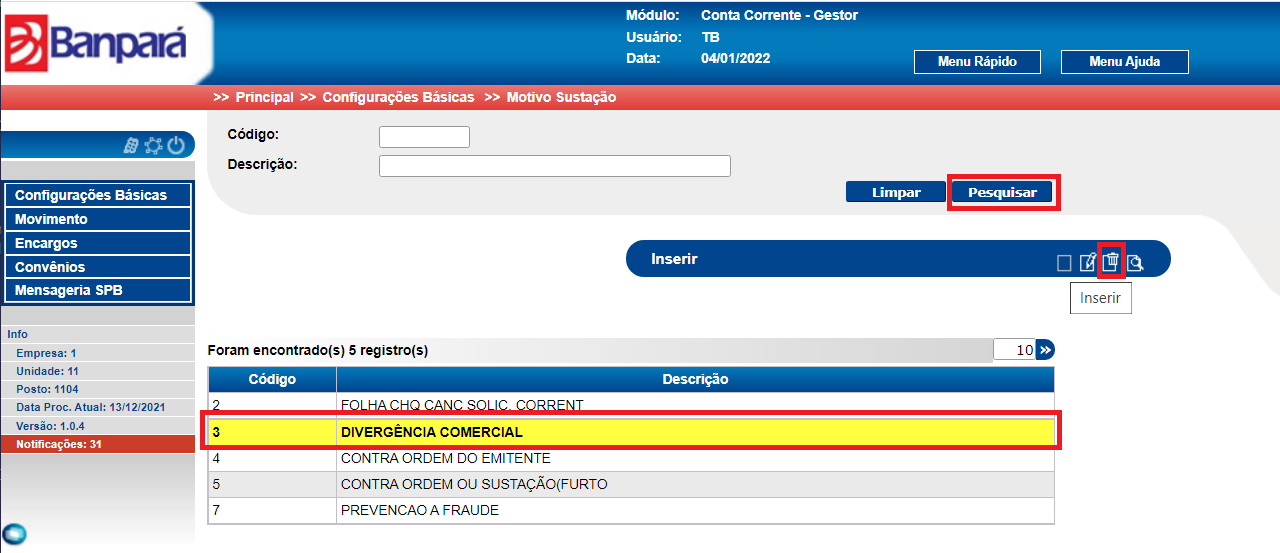 Banpará
Módulo: Conta Corrente - Gestor
Usuário: TB
Data: 04/01/2022
Menu Rápido Menu Ajuda
>> Principal >> Configurações Básicas >> Motivo Sustação
Código:
Descrição:
Limpar Pesquisar
Configurações Básicas
Movimento
Encargos
Convênios
Mensageria SPB
Inserir
Inserir
Info
Empresa: 1
Unidade: 11
Posto: 1104
Data Proc. Atual: 13/12/2021
Versão: 1.0.4
Notificações: 31
Foram encontrado(s) 5 registro(s) 10 »
Código Descrição
2 FOLHA CHQ CANC SOLIC. CORRENT
3 DIVERGÊNCIA COMERCIAL
4 CONTRA ORDEM DO EMITENTE
5 CONTRA ORDEM OU SUSTAÇÃO(FURTO
7 PREVENCAO A FRAUDE